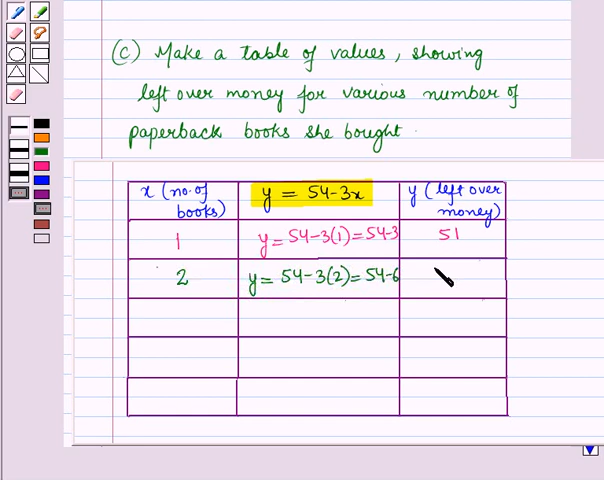 (C) Make a table of values, showing
left over money for various number of
paperback books she bought.
x (no. of books) y = 54-3x y (left over money)
1 y = 54-3(1) = 54-3 51
2 y = 54-3(2) = 54-6